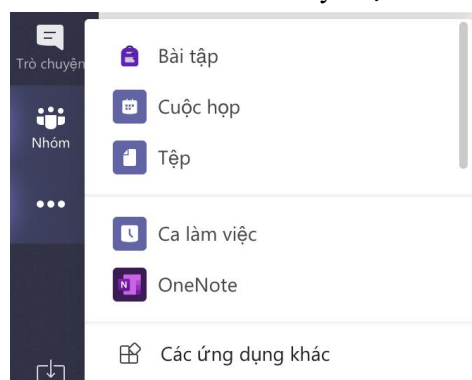 Trò chuyện
Nhóm
Bài tập
Cuộc họp
Tệp
Ca làm việc
OneNote
Các ứng dụng khác